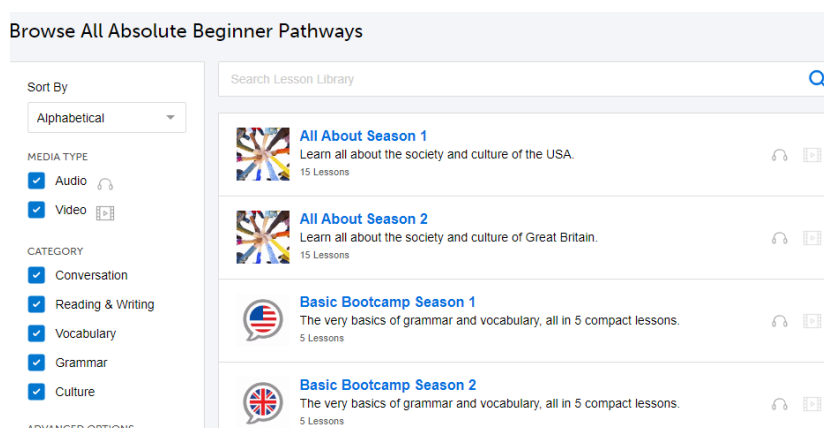 Browse All Absolute Beginner Pathways
Sort By
Alphabetical
MEDIA TYPE
Audio
Video
CATEGORY
Conversation
Reading & Writing
Vocabulary
Grammar
Culture
ADVANCED OPTIONS
Search Lesson Library
All About Season 1
Learn all about the society and culture of the USA.
15 Lessons
All About Season 2
Learn all about the society and culture of Great Britain.
15 Lessons
Basic Bootcamp Season 1
The very basics of grammar and vocabulary, all in 5 compact lessons.
5 Lessons
Basic Bootcamp Season 2
The very basics of grammar and vocabulary, all in 5 compact lessons.
5 Lessons